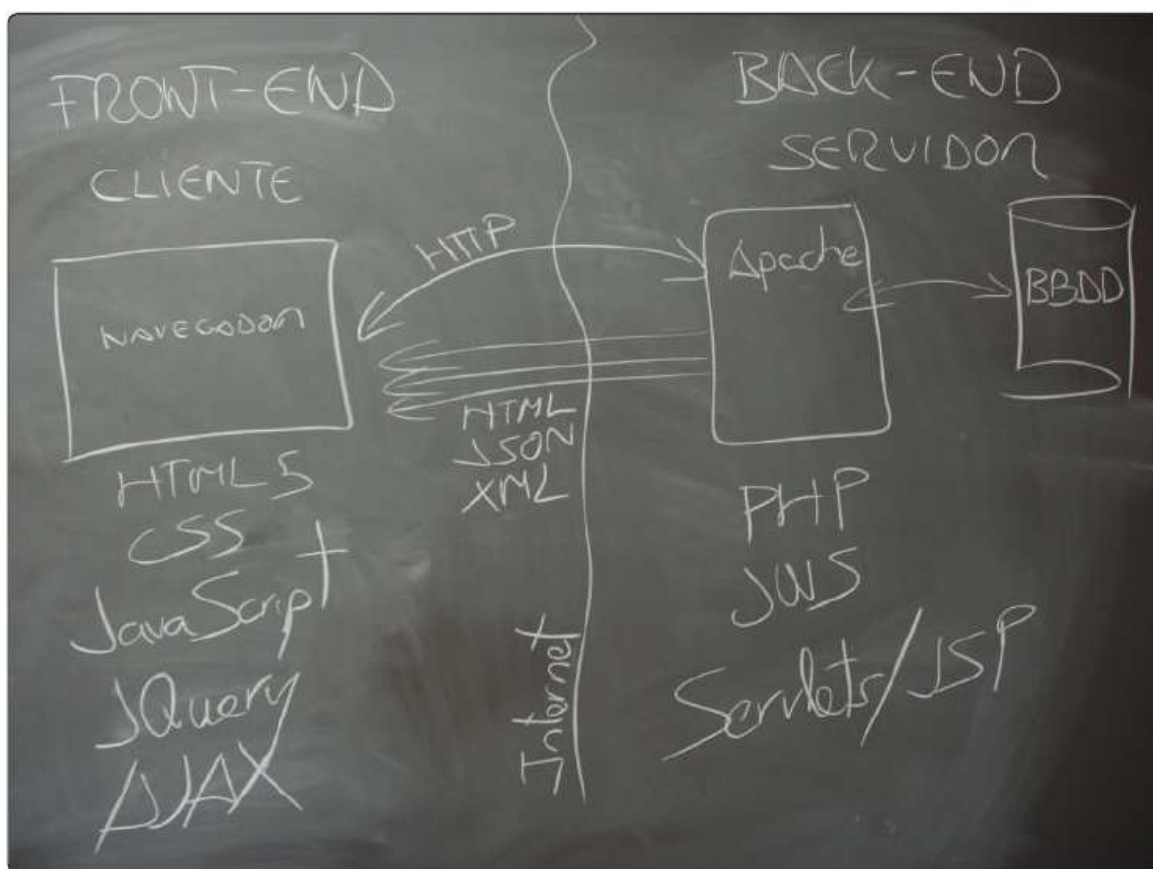 FRONT-END
CLIENTE
NAVEGADOR
HTML5
CSS
JavaScript
JQuery
AJAX
HTTP
HTML
JSON
XML
Internet
BACK-END
SERVIDOR
Apache
BBDD
PHP
JWS
Servlets/JSP